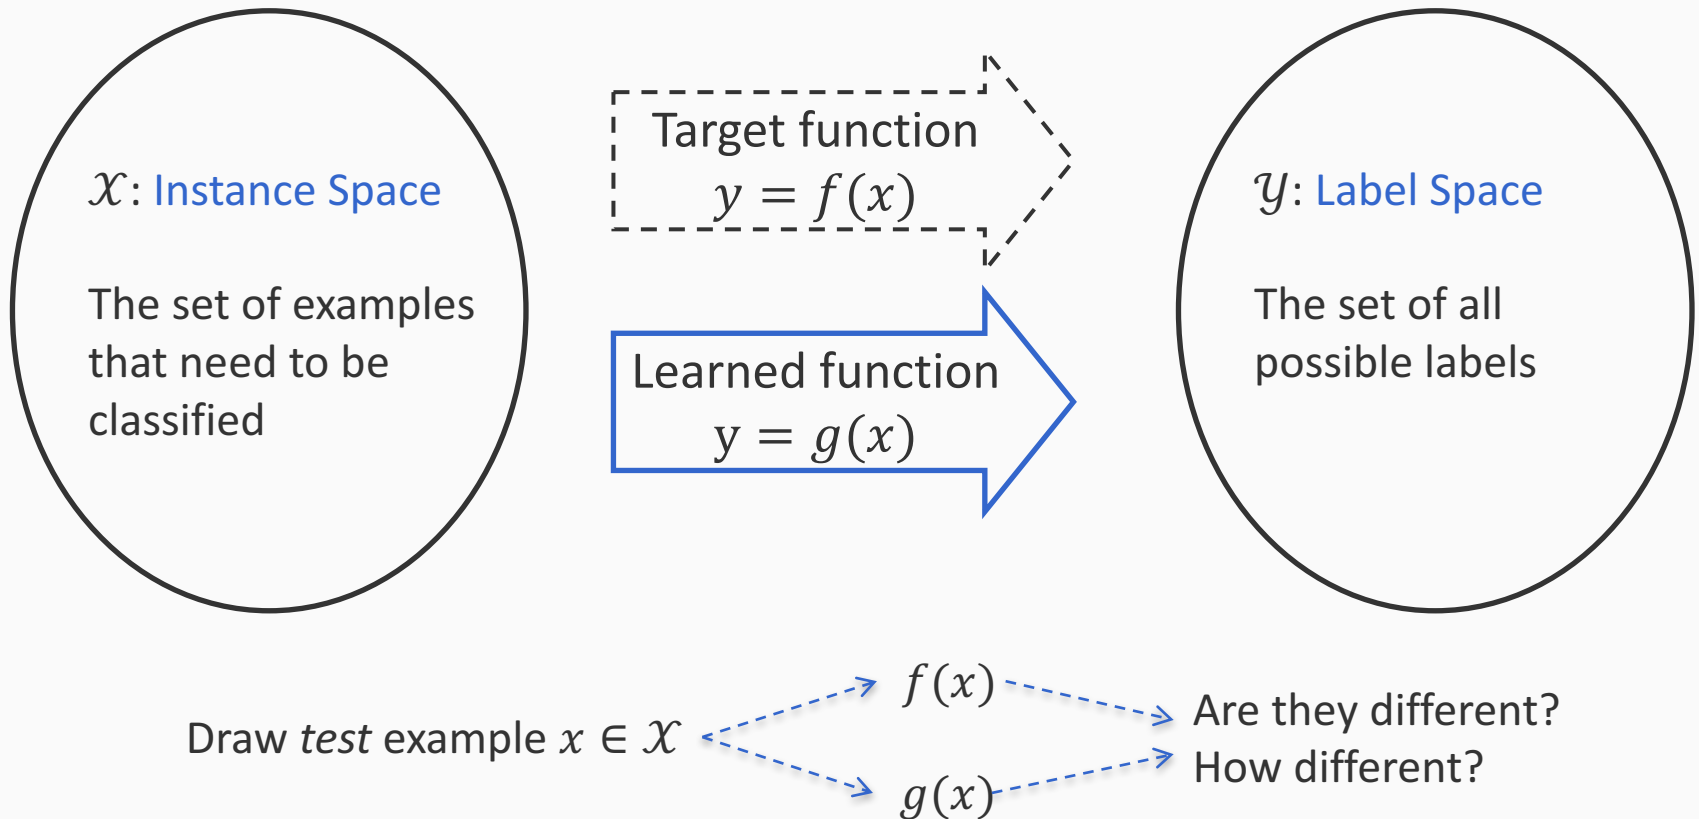 𝒳: Instance Space
The set of examples
that need to be
classified
Target function
y = f(x)
Learned function
y = g(x)
𝒴: Label Space
The set of all
possible labels
Draw test example x ∈ 𝒳
f(x)
g(x)
Are they different?
How different?